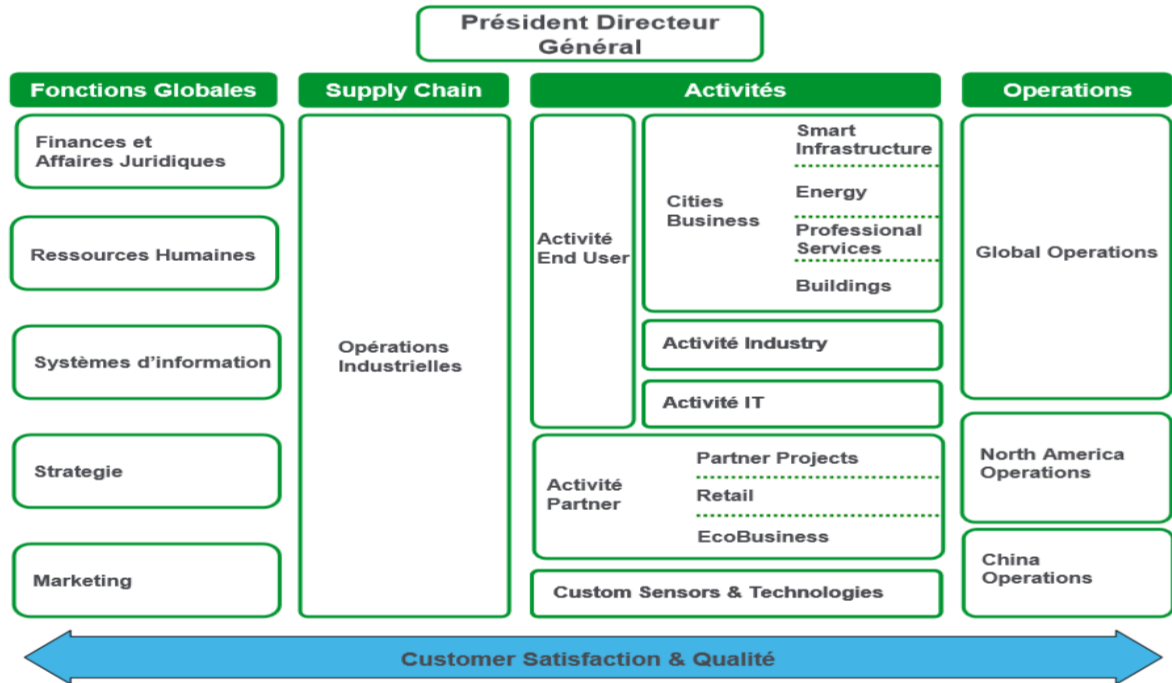 Président Directeur
Général
Fonctions Globales
Supply Chain
Activités
Operations
Finances et
Affaires Juridiques
Ressources Humaines
Systèmes d'information
Strategie
Marketing
Opérations
Industrielles
Activité
End User
Cities
Business
Smart
Infrastructure
Energy
Professional
Services
Buildings
Activité Industry
Activité IT
Activité
Partner
Partner Projects
Retail
EcoBusiness
Custom Sensors & Technologies
Global Operations
North America
Operations
China
Operations
Customer Satisfaction & Qualité